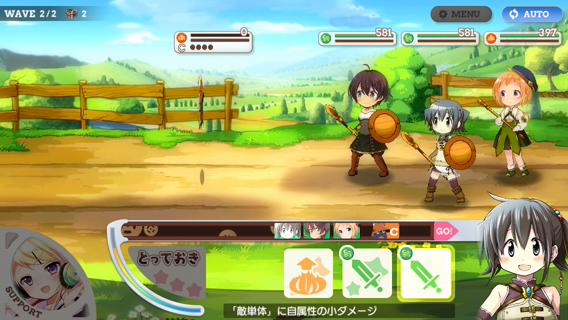 WAVE 2/2 2
MENU
AUTO
0
C
581
581
397
C GO!
SUPPORT
とっておき
「敵単体」に自属性の小ダメージ